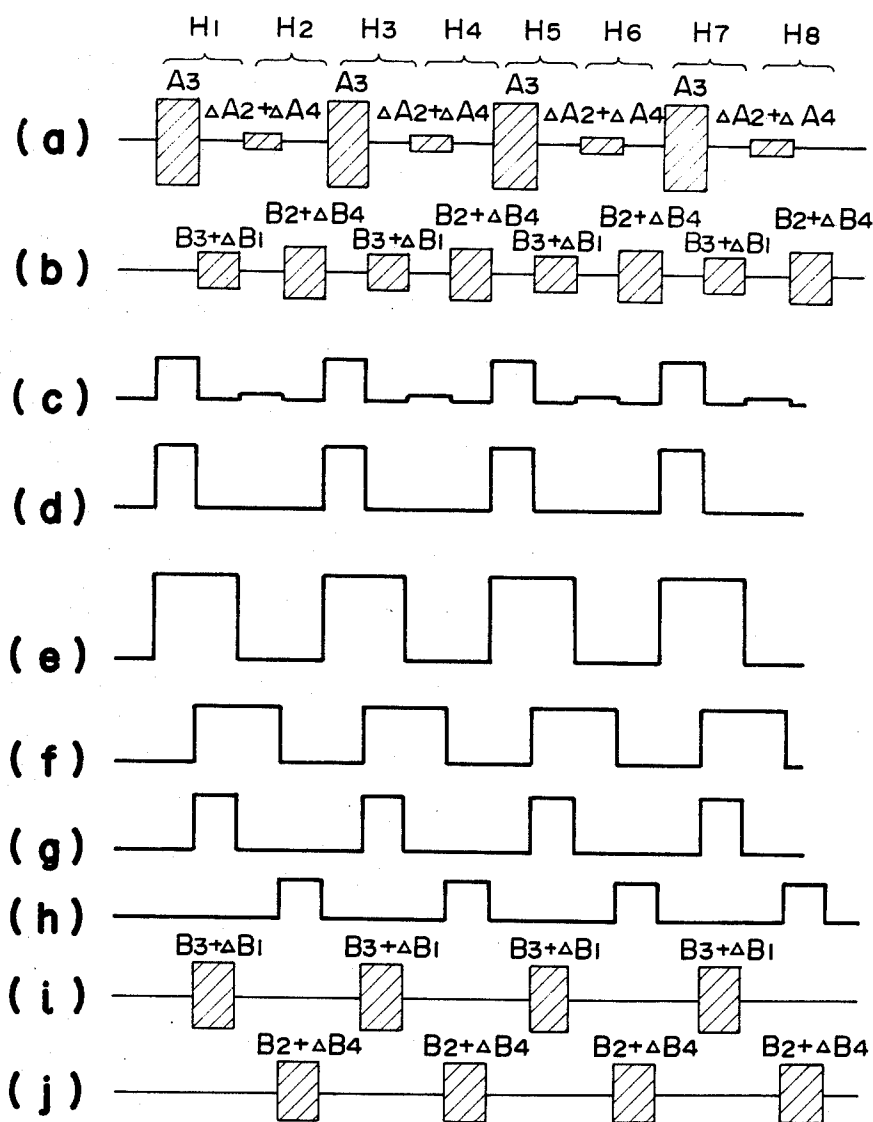 H1 H2 H3 H4 H5 H6 H7 H8
A3 A3 A3 A3
ΔA2+ΔA4 ΔA2+ΔA4 ΔA2+ΔA4 ΔA2+ΔA4
(a)
B2+ΔB4 B2+ΔB4 B2+ΔB4 B2+ΔB4
B3+ΔB1 B3+ΔB1 B3+ΔB1 B3+ΔB1
(b)
(c)
(d)
(e)
(f)
(g)
(h)
B3+ΔB1 B3+ΔB1 B3+ΔB1 B3+ΔB1
(i)
B2+ΔB4 B2+ΔB4 B2+ΔB4 B2+ΔB4
(j)